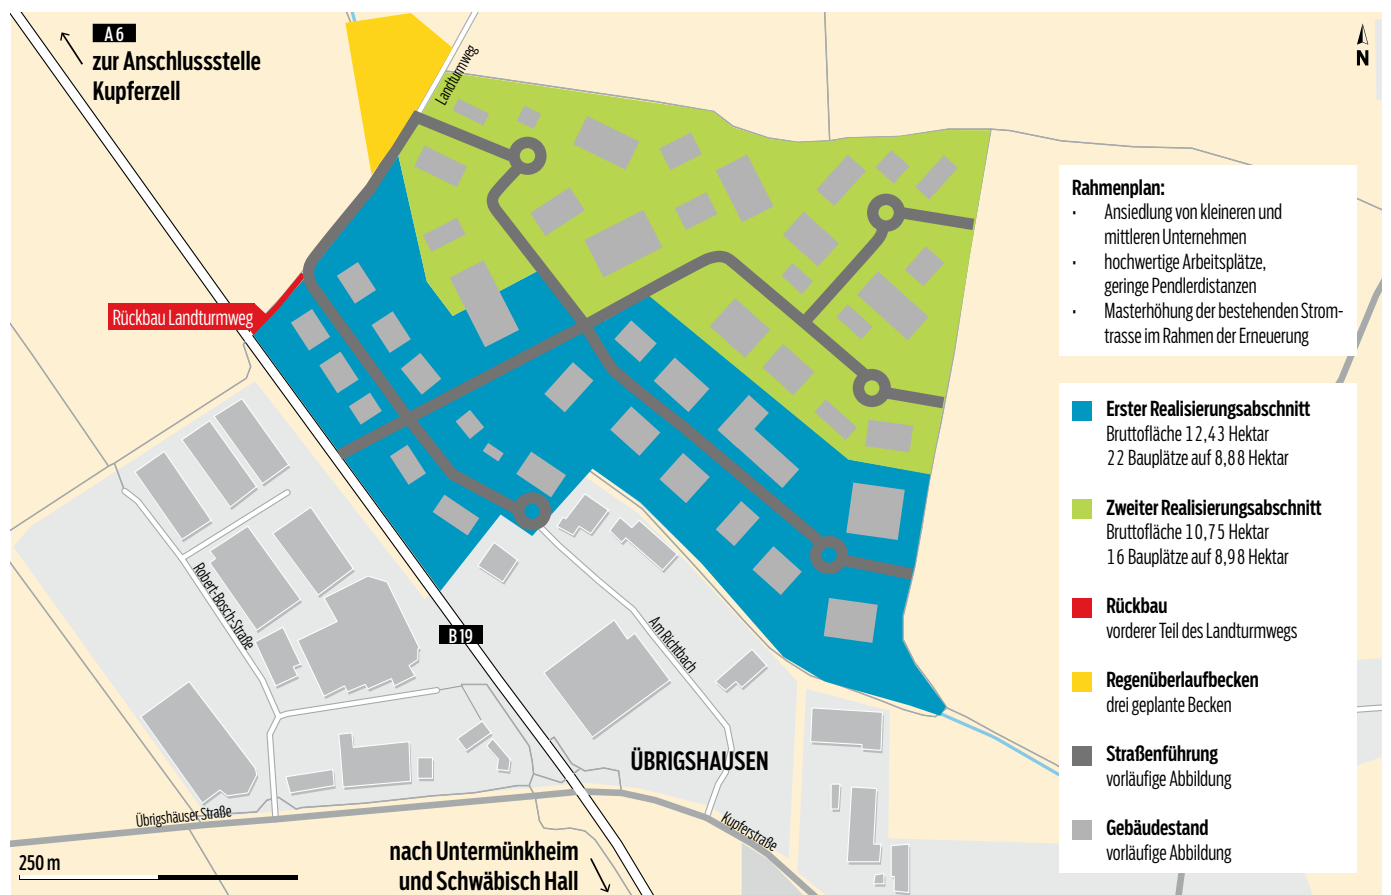 A 6
zur Anschlussstelle
Kupferzell
Landturmweg
N
Rückbau Landturmweg
Rahmenplan:
· Ansiedlung von kleineren und
mittleren Unternehmen
· hochwertige Arbeitsplätze,
geringe Pendlerdistanzen
· Masterhöhung der bestehenden Strom-
trasse im Rahmen der Erneuerung
Erster Realisierungsabschnitt
Bruttofläche 12,43 Hektar
22 Bauplätze auf 8,88 Hektar
Zweiter Realisierungsabschnitt
Bruttofläche 10,75 Hektar
16 Bauplätze auf 8,98 Hektar
Rückbau
vorderer Teil des Landturmwegs
Regenüberlaufbecken
drei geplante Becken
Straßenführung
vorläufige Abbildung
Gebäudestand
vorläufige Abbildung
Robert-Bosch-Straße
B 19
Am Richtbach
ÜBRIGSHAUSEN
Übrigshäuser Straße
Kupferstraße
nach Untermünkheim
und Schwäbisch Hall
250 m